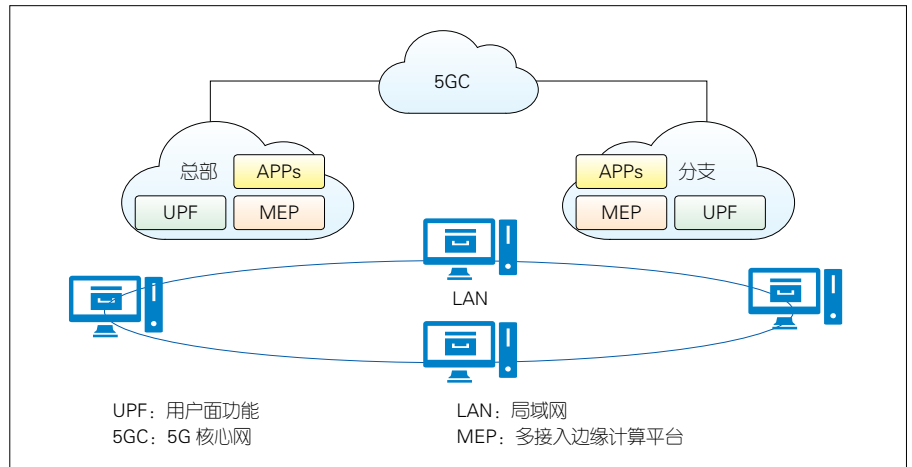 5GC
总部 APPs
UPF MEP
APPs 分支
MEP UPF
LAN
UPF：用户面功能
5GC：5G 核心网
LAN：局域网
MEP：多接入边缘计算平台